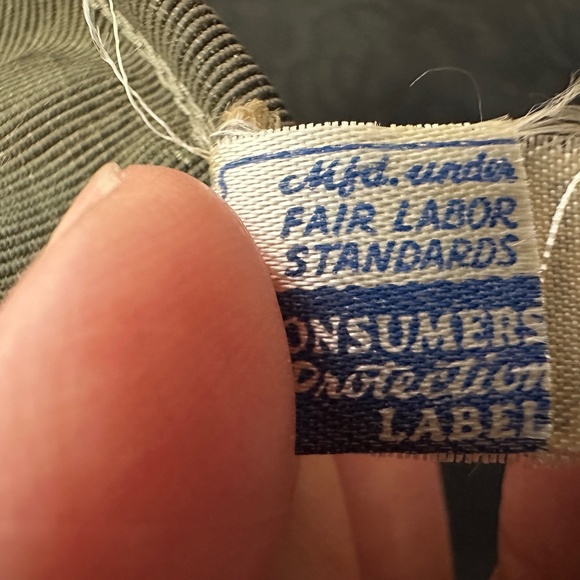 Mfd. under
FAIR LABOR
STANDARDS
ONSUMERS
Protection
LABEL